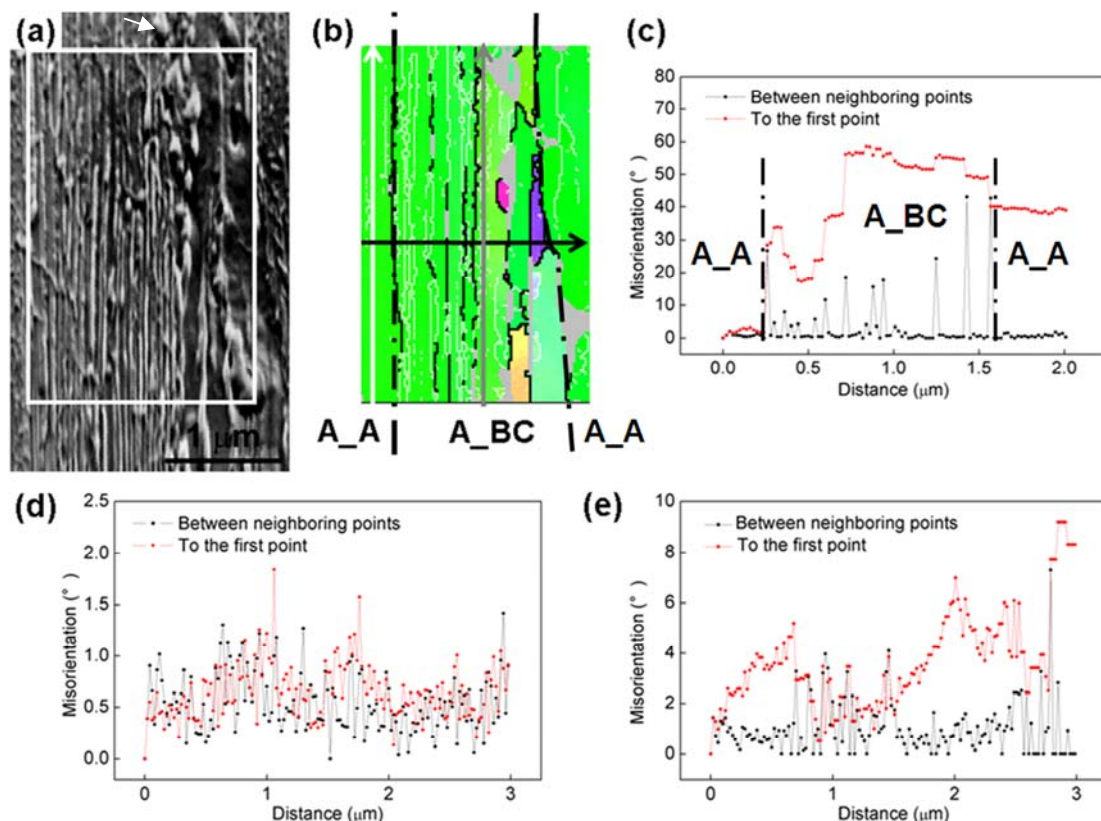 (a)
1 μm
(b)
A_A
A_BC
A_A
(c)
80
70
60
50
40
30
20
10
0
Misorientation (°)
Between neighboring points
To the first point
A_A
A_BC
A_A
0.0 0.5 1.0 1.5 2.0
Distance (μm)
(d)
2.5
2.0
1.5
1.0
0.5
0.0
Misorientation (°)
Between neighboring points
To the first point
0 1 2 3
Distance (μm)
(e)
10
8
6
4
2
0
Misorientation (°)
Between neighboring points
To the first point
0 1 2 3
Distance (μm)